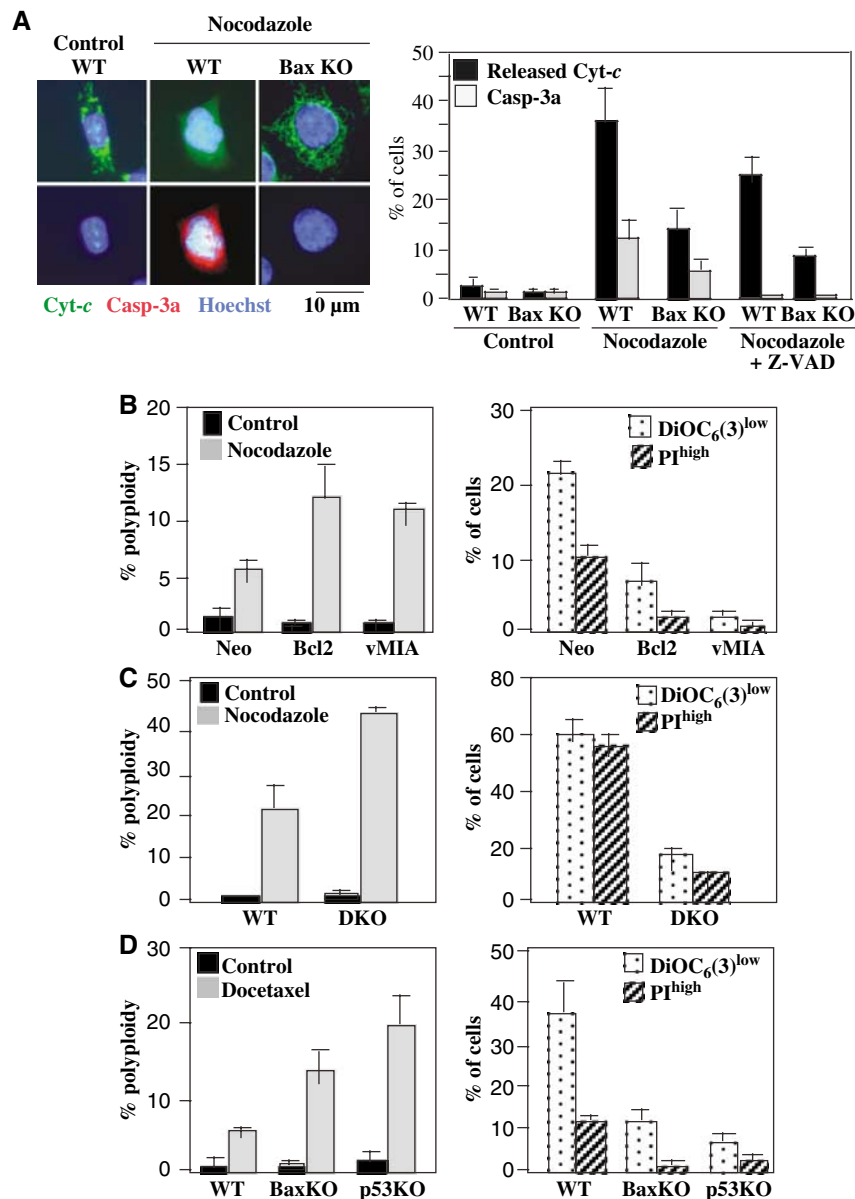 A
Control
WT
Nocodazole
WT Bax KO
Cyt-c Casp-3a Hoechst 10 µm
% of cells
50
40
30
20
10
0
Released Cyt-c
Casp-3a
WT Bax KO WT Bax KO WT Bax KO
Control Nocodazole Nocodazole
+ Z-VAD
B
% polyploidy
20
15
10
5
0
Control
Nocodazole
Neo Bcl2 vMIA
% of cells
30
20
10
0
DiOC6(3)low
PIhigh
Neo Bcl2 vMIA
C
% polyploidy
50
40
30
20
10
0
Control
Nocodazole
WT DKO
% of cells
80
60
40
20
0
DiOC6(3)low
PIhigh
WT DKO
D
% polyploidy
30
20
10
0
Control
Docetaxel
WT BaxKO p53KO
% of cells
50
40
30
20
10
0
DiOC6(3)low
PIhigh
WT BaxKO p53KO